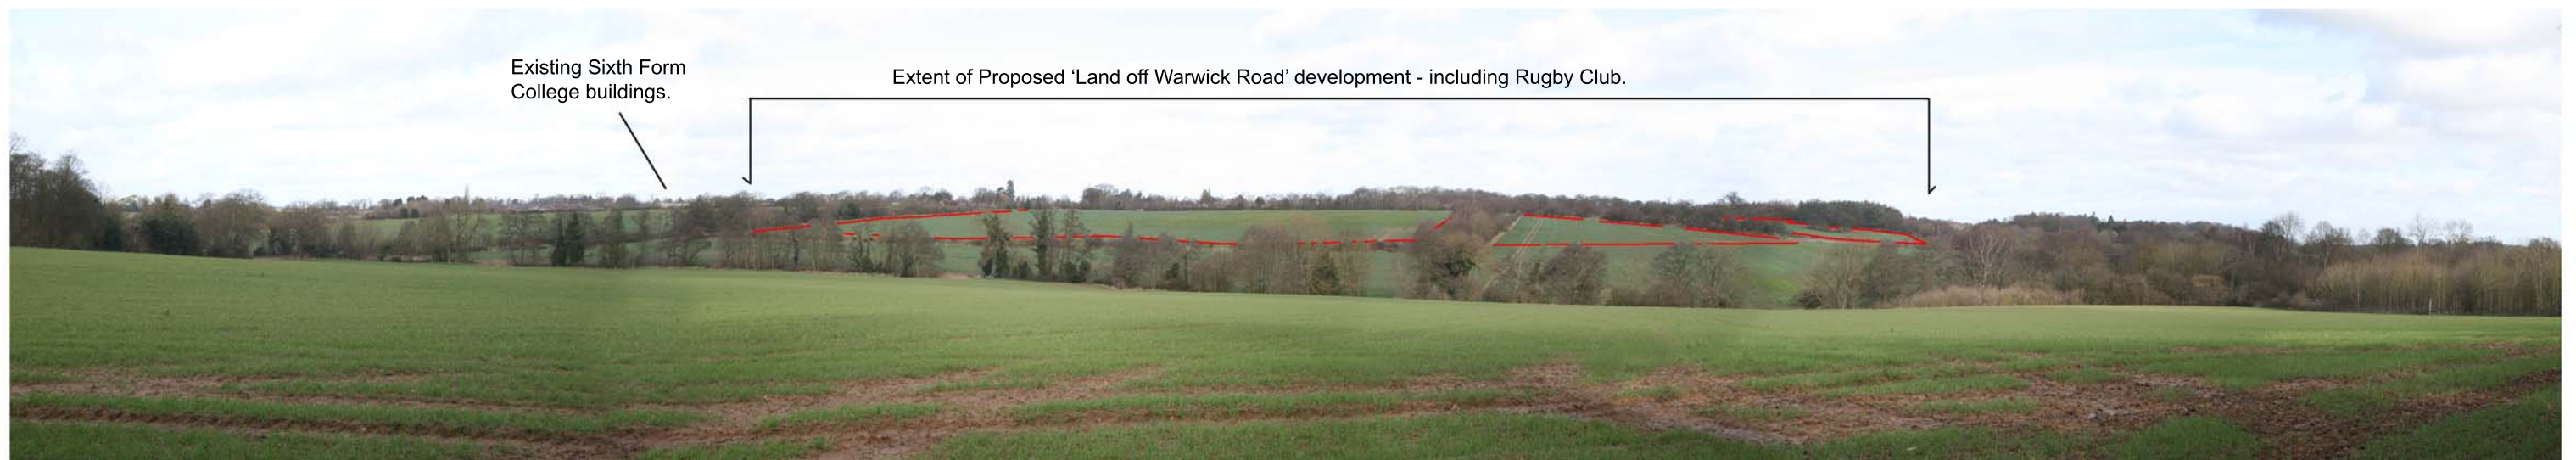 Existing Sixth Form
College buildings.
Extent of Proposed ‘Land off Warwick Road’ development - including Rugby Club.